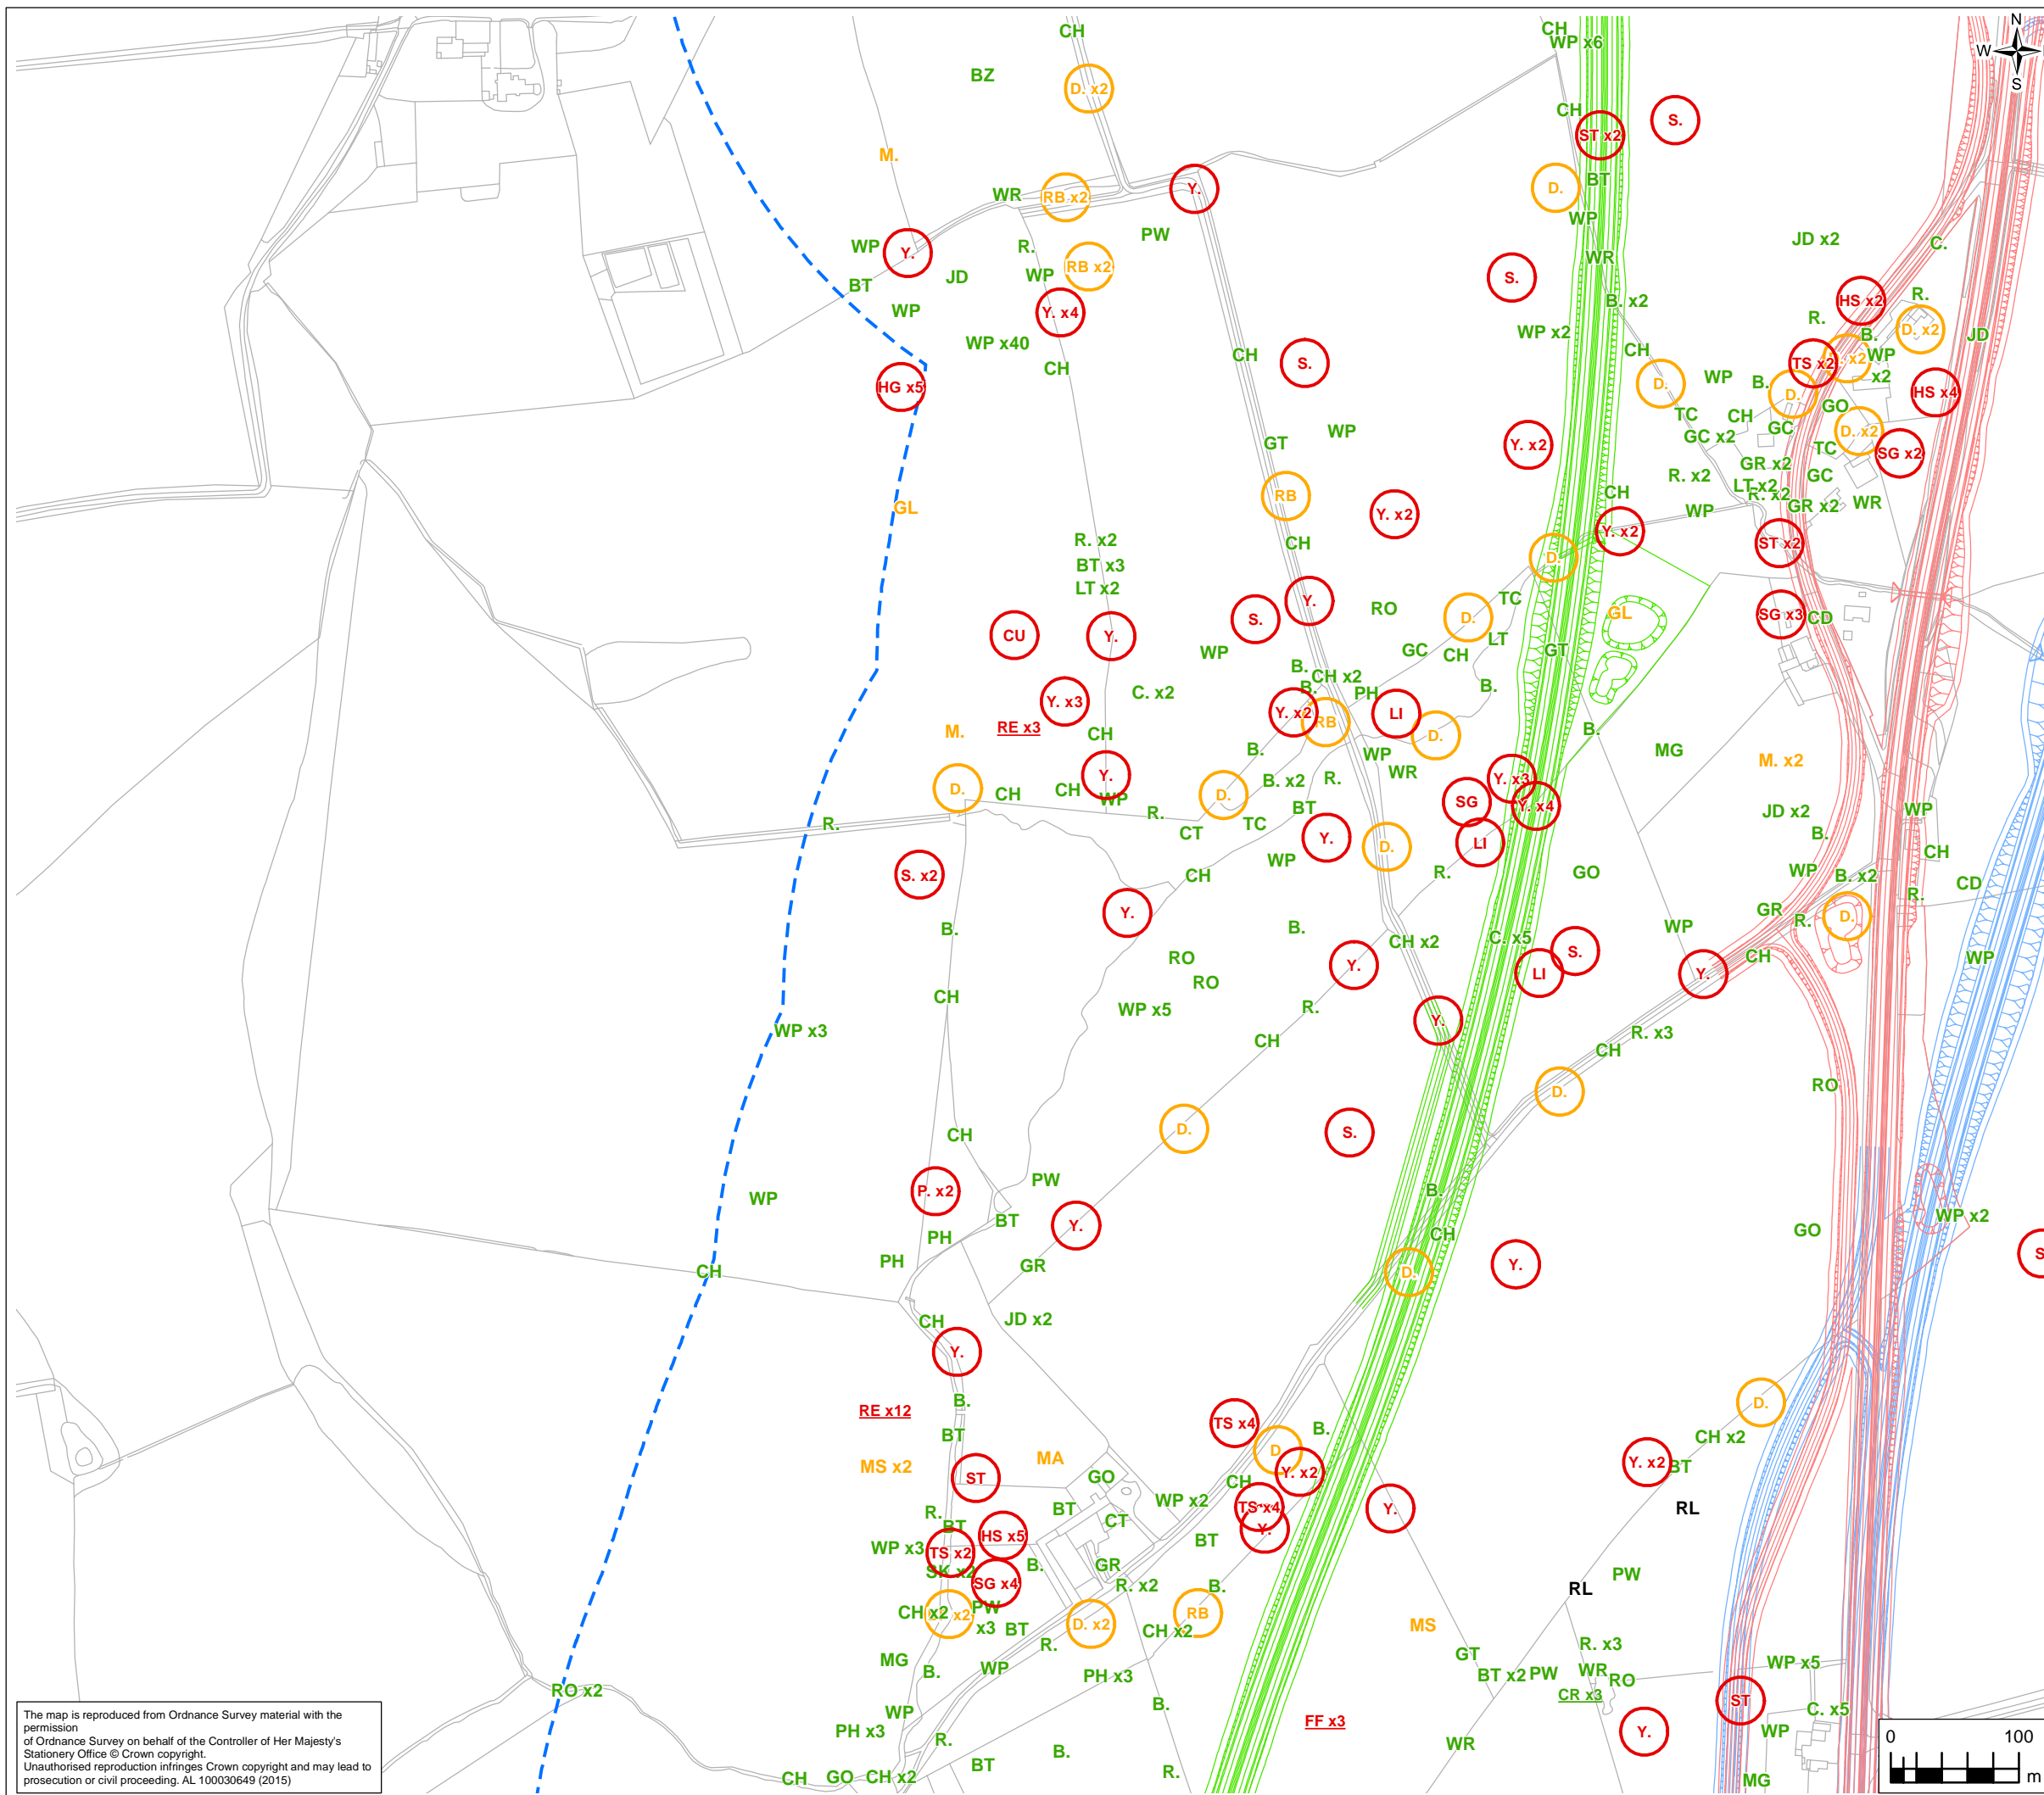 CH
CH
WP x6
N
W
S
BZ
D. x2
CH
S.
ST x2
M.
BT
D.
WR
RB x2
Y.
WP
PW
JD x2
C.
WP
Y.
R.
WR
RB x2
JD
WP
S.
BT
R.
HS x2
B. x2
WP
Y. x4
R.
D. x2
WP x2
B.
JD
WP x40
CH
CH
WP
x2
TS x2
. x2
S.
CH
WP
B.
D.
D.
HG x5
HS x4
GO
TC
CH
GC
D. x2
WP
GC x2
GT
Y. x2
TC
SG x2
GR x2
R. x2
GC
LT x2
R. x2
RB
CH
GL
WR
GR x2
WP
Y. x2
Y. x2
R. x2
CH
ST x2
D.
BT x3
LT x2
TC
Y.
RO
GL
SG x3
CD
D.
S.
CU
Y.
LT
GC
GT
WP
CH
B.
CH x2
B.
B.
PH
C. x2
Y. x3
Y. x2
RB
LI
RE x3
M.
CH
D.
B.
B.
MG
WP
M. x2
WR
Y.
B. x2
R.
Y. x3
D.
CH
CH
D.
WP
SG
Y. x4
BT
R.
JD x2
WP
R.
CT
TC
B.
Y.
LI
D.
CH
WP
S. x2
CH
R.
GO
WP
B. x2
CD
R.
Y.
GR
D.
R.
B.
B.
WP
CH x2
C. x5
S.
RO
CH
WP
Y.
LI
Y.
RO
CH
WP x5
R.
Y.
WP x3
R. x3
CH
CH
RO
D.
D.
S.
CH
PW
P. x2
B.
WP
WP x2
BT
Y.
GO
CH
PH
S
PH
GR
Y.
CH
D.
JD x2
CH
Y.
B.
D.
RE x12
TS x4
B.
CH x2
BT
D.
MA
Y. x2
BT
MS x2
Y. x2
ST
GO
CH
WP x2
TS x4
RL
BT
Y.
R.
CT
Y.
BT
HS x5
BT
WP x3
TS x2
GR
B.
SK x2
PW
SG x4
R. x2
B.
RL
PW
CH x2
x2
RB
x3
D. x2
MS
BT
CH x2
R.
R. x3
GT
MG
WP
B.
WP x5
WR
PH x3
BT x2
PW
RO
RO x2
CR x3
ST
B.
C. x5
WP
FF x3
PH x3
Y.
WP
R.
WR
B.
BT
R.
CH
GO
CH x2
MG
The map is reproduced from Ordnance Survey material with the
permission
of Ordnance Survey on behalf of the Controller of Her Majesty's
Stationery Office © Crown copyright.
Unauthorised reproduction infringes Crown copyright and may lead to
prosecution or civil proceeding. AL 100030649 (2015)
0 100
m